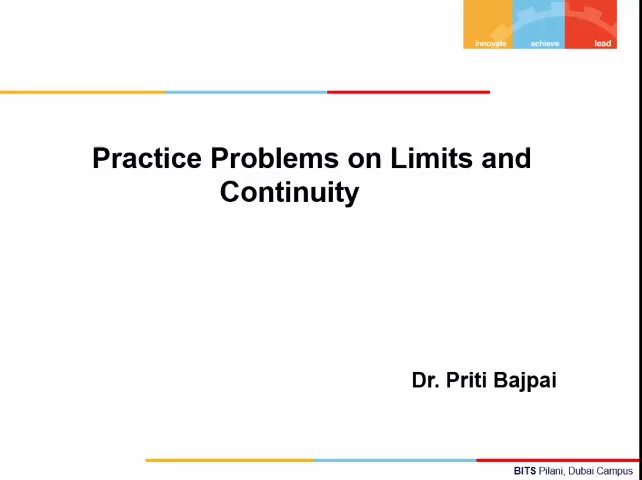 innovate achieve lead
Practice Problems on Limits and
Continuity
Dr. Priti Bajpai
BITS Pilani, Dubai Campus